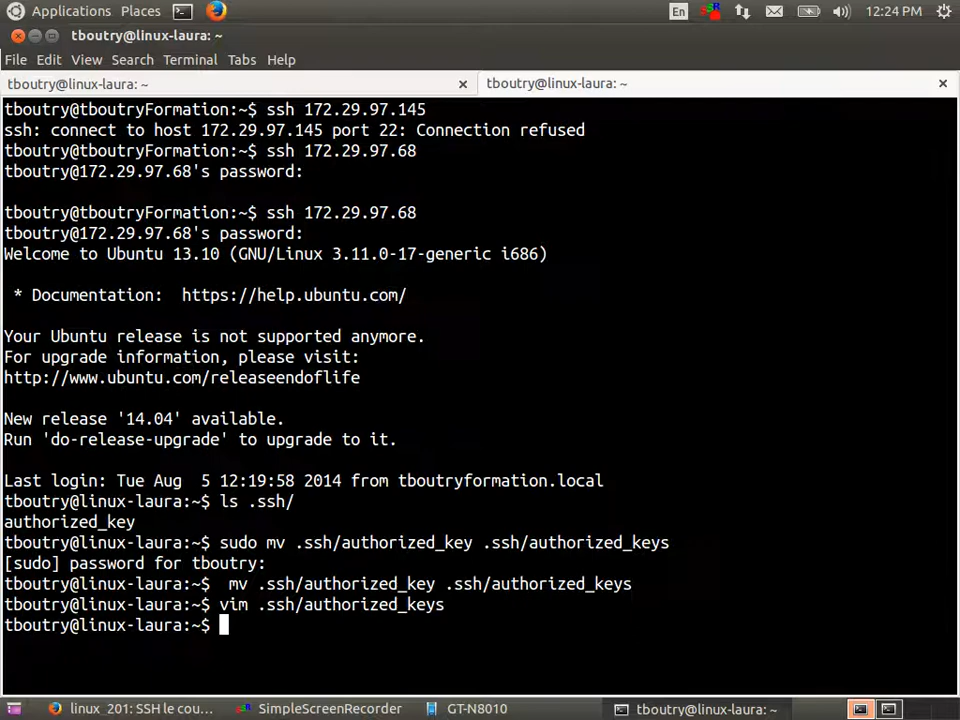 Applications Places En 12:24 PM
tboutry@linux-laura: ~
File Edit View Search Terminal Tabs Help
tboutry@linux-laura: ~ tboutry@linux-laura: ~
tboutry@tboutryFormation:~$ ssh 172.29.97.145
ssh: connect to host 172.29.97.145 port 22: Connection refused
tboutry@tboutryFormation:~$ ssh 172.29.97.68
tboutry@172.29.97.68's password:
tboutry@tboutryFormation:~$ ssh 172.29.97.68
tboutry@172.29.97.68's password:
Welcome to Ubuntu 13.10 (GNU/Linux 3.11.0-17-generic i686)
* Documentation:  https://help.ubuntu.com/
Your Ubuntu release is not supported anymore.
For upgrade information, please visit:
http://www.ubuntu.com/releaseendoflife
New release '14.04' available.
Run 'do-release-upgrade' to upgrade to it.
Last login: Tue Aug  5 12:19:58 2014 from tboutryformation.local
tboutry@linux-laura:~$ ls .ssh/
authorized_key
tboutry@linux-laura:~$ sudo mv .ssh/authorized_key .ssh/authorized_keys
[sudo] password for tboutry:
tboutry@linux-laura:~$  mv .ssh/authorized_key .ssh/authorized_keys
tboutry@linux-laura:~$ vim .ssh/authorized_keys
tboutry@linux-laura:~$
linux_201: SSH le cou... SimpleScreenRecorder GT-N8010 tboutry@linux-laura: ~